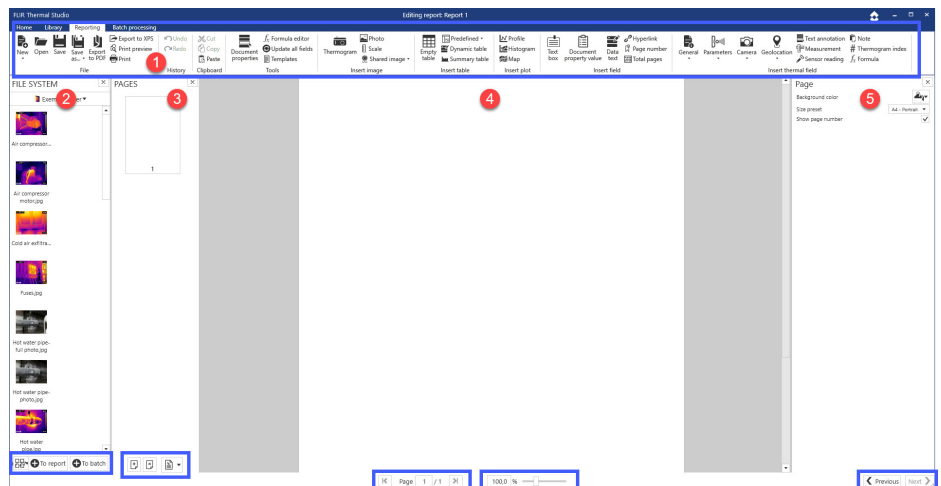 FLIR Thermal Studio
Editing report: Report 1
Home Library Reporting Batch processing
New Open Save Save as... Export to PDF
Export to XPS
Print preview
Print
File
Undo
Redo
History
Cut
Copy
Paste
Clipboard
Document properties
Formula editor
Update all fields
Templates
Tools
Thermogram
Photo
Scale
Shared image
Insert image
Empty table
Predefined
Dynamic table
Summary table
Insert table
Profile
Histogram
Map
Insert plot
Text box
Document property value
Data text
Hyperlink
Page number
Total pages
Insert field
General Parameters Camera Geolocation
Text annotation
Measurement
Sensor reading
Note
Thermogram index
Formula
Insert thermal field
1
FILE SYSTEM
2
Air compressor...
Air compressor
motor.jpg
Cold air exfiltra...
Fuses.jpg
Hot water pipe-
full photo.jpg
Hot water pipe-
photo.jpg
Hot water
pipe.jpg
To report To batch
PAGES
3
1
4
Page
5
Background color
Size preset A4 - Portrait
Show page number
Page 1 / 1
100,0 %
Previous Next